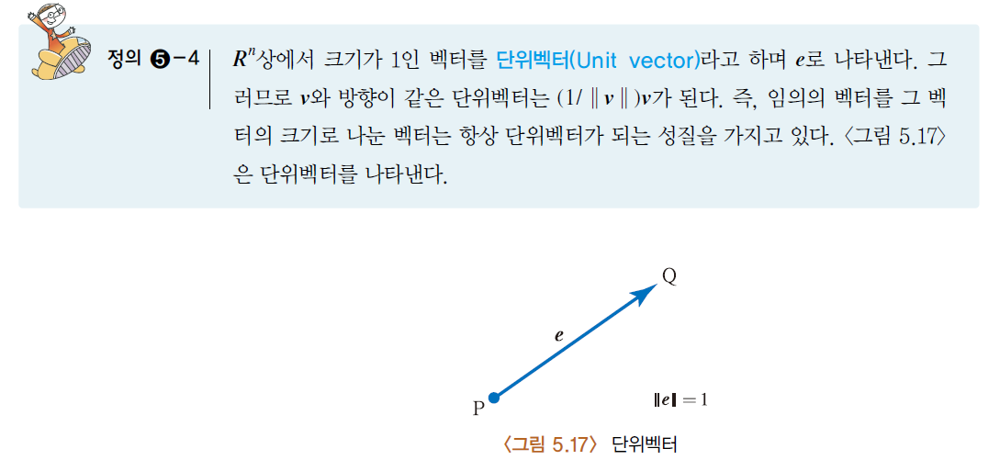 정의 ❺-4 R^n상에서 크기가 1인 벡터를 단위벡터(Unit vector)라고 하며 e로 나타낸다. 그
러므로 v와 방향이 같은 단위벡터는 (1/∥v∥)v가 된다. 즉, 임의의 벡터를 그 벡
터의 크기로 나눈 벡터는 항상 단위벡터가 되는 성질을 가지고 있다. 〈그림 5.17〉
은 단위벡터를 나타낸다.
Q
e
P
∥e∥=1
〈그림 5.17〉 단위벡터